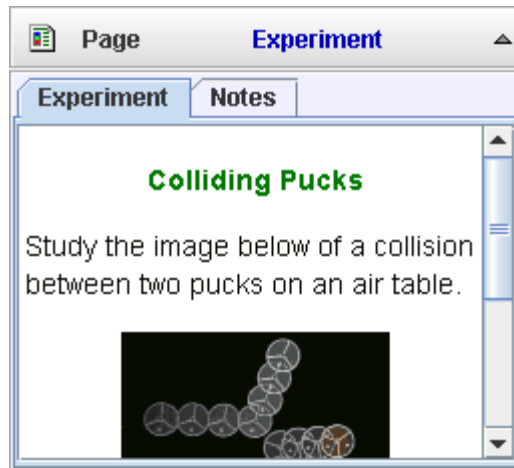 Page Experiment
Experiment Notes
Colliding Pucks
Study the image below of a collision
between two pucks on an air table.